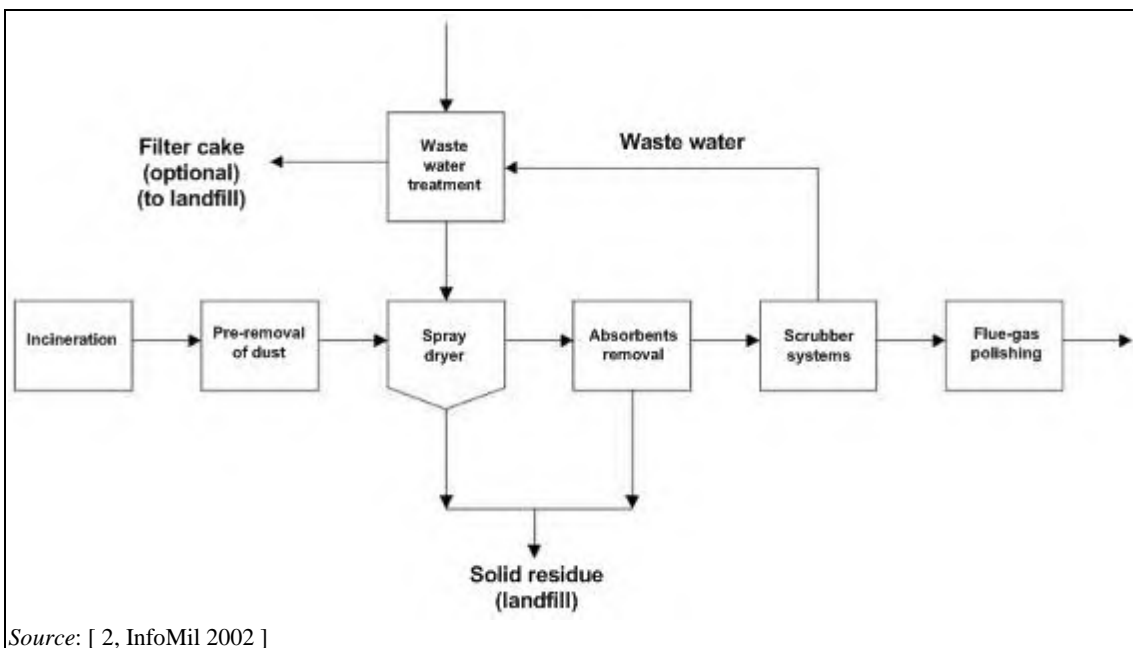 Filter cake
(optional)
(to landfill)
Waste
water
treatment
Waste water
Incineration
Pre-removal
of dust
Spray
dryer
Absorbents
removal
Scrubber
systems
Flue-gas
polishing
Solid residue
(landfill)
Source: [ 2, InfoMil 2002 ]